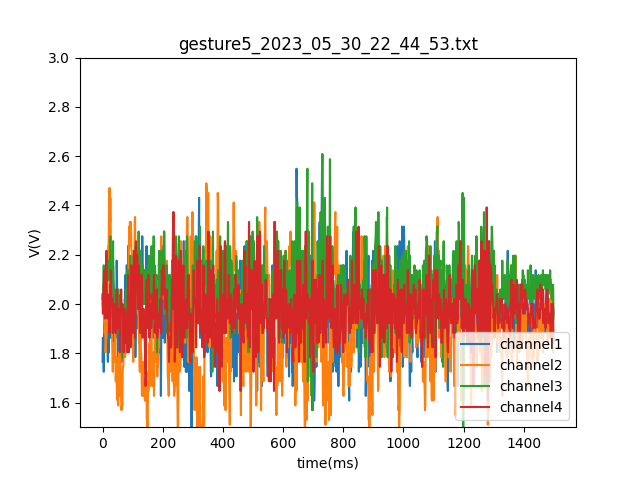 gesture5_2023_05_30_22_44_53.txt
3.0
2.8
2.6
2.4
2.2
2.0
1.8
1.6
V(V)
channel1
channel2
channel3
channel4
0 200 400 600 800 1000 1200 1400
time(ms)